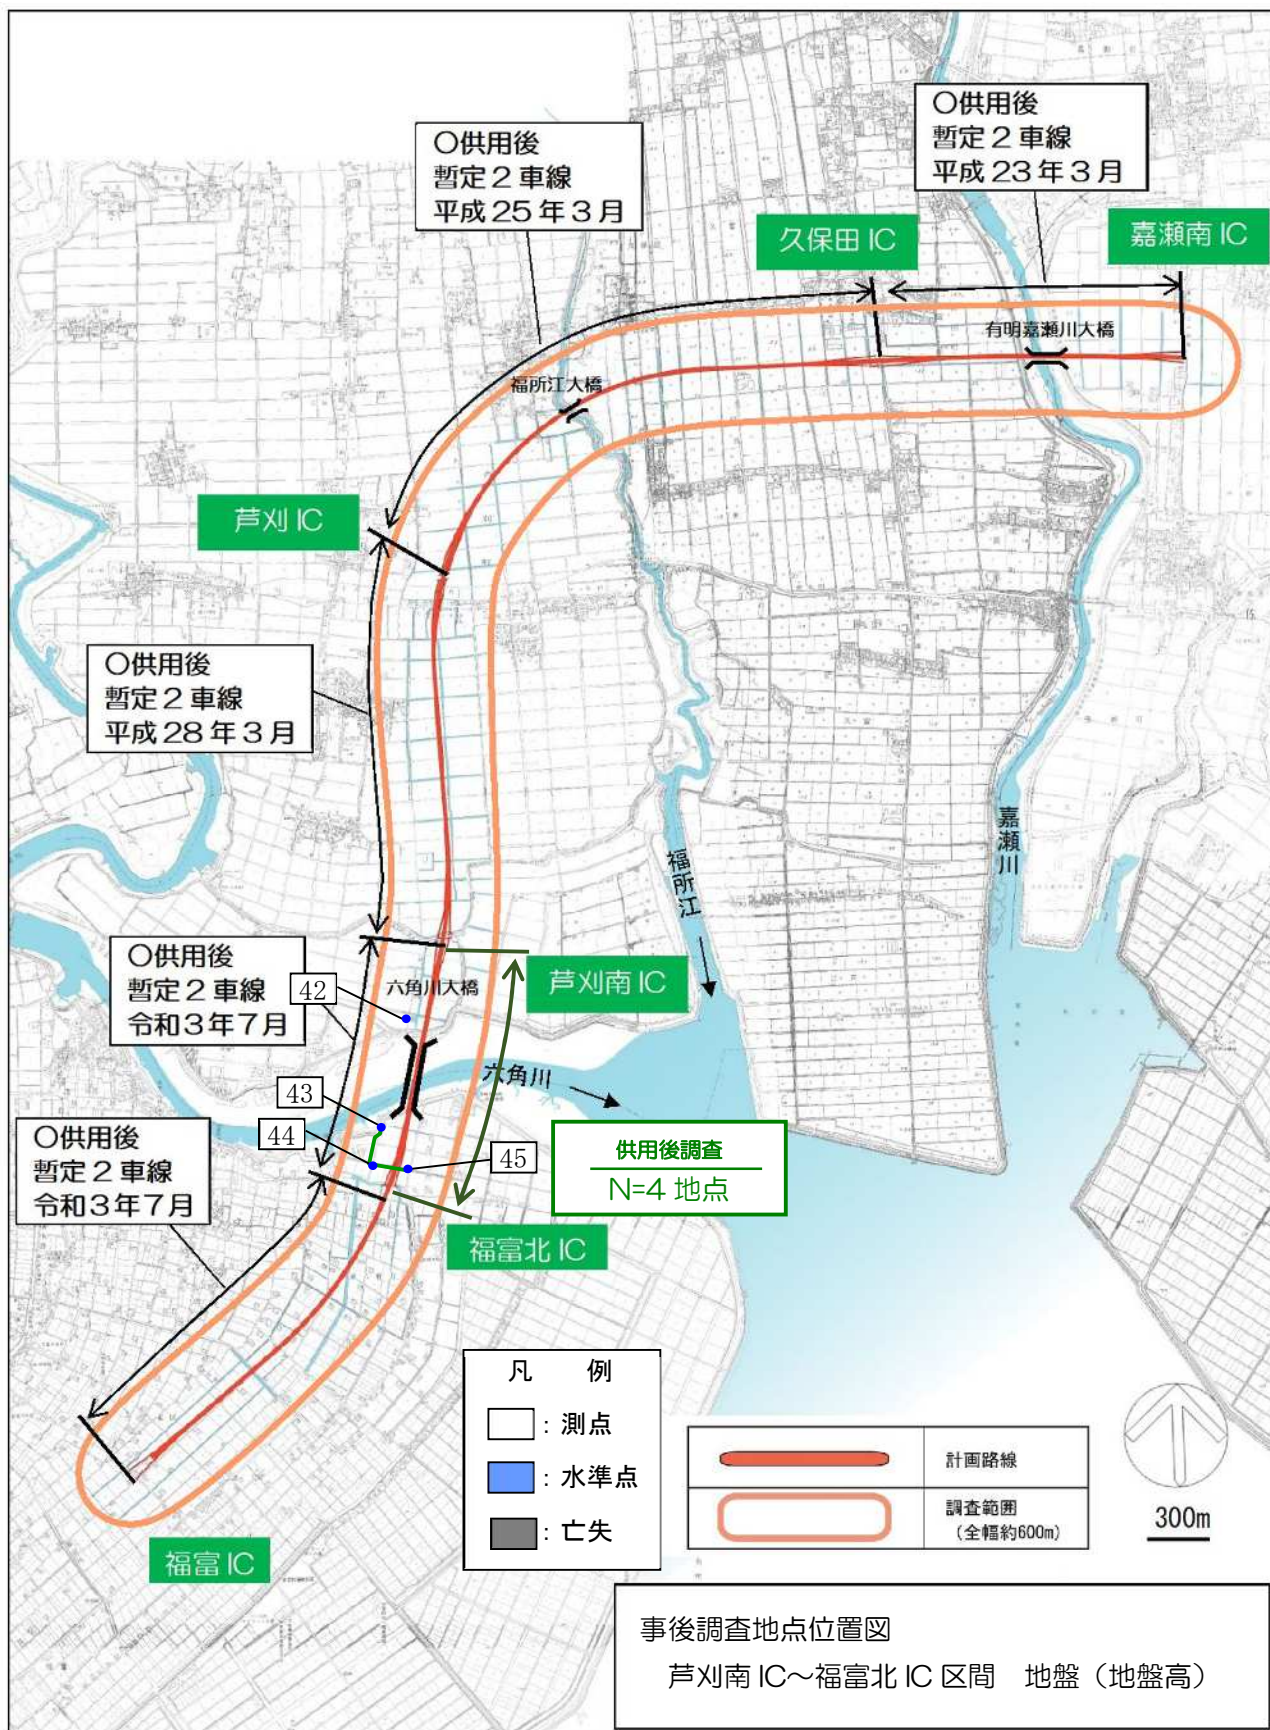 ○供用後
暫定2車線
平成23年3月
○供用後
暫定2車線
平成25年3月
久保田 IC
嘉瀬南 IC
有明嘉瀬川大橋
福所江大橋
芦刈 IC
○供用後
暫定2車線
平成28年3月
嘉瀬川
福所江
○供用後
暫定2車線
令和3年7月
42
六角川大橋
芦刈南 IC
六角川
43
44
45
○供用後
暫定2車線
令和3年7月
供用後調査
N=4 地点
福富北 IC
凡 例
: 測点
: 水準点
: 亡失
計画路線
調査範囲
(全幅約600m)
300m
福富 IC
事後調査地点位置図
芦刈南 IC~福富北 IC 区間 地盤(地盤高)